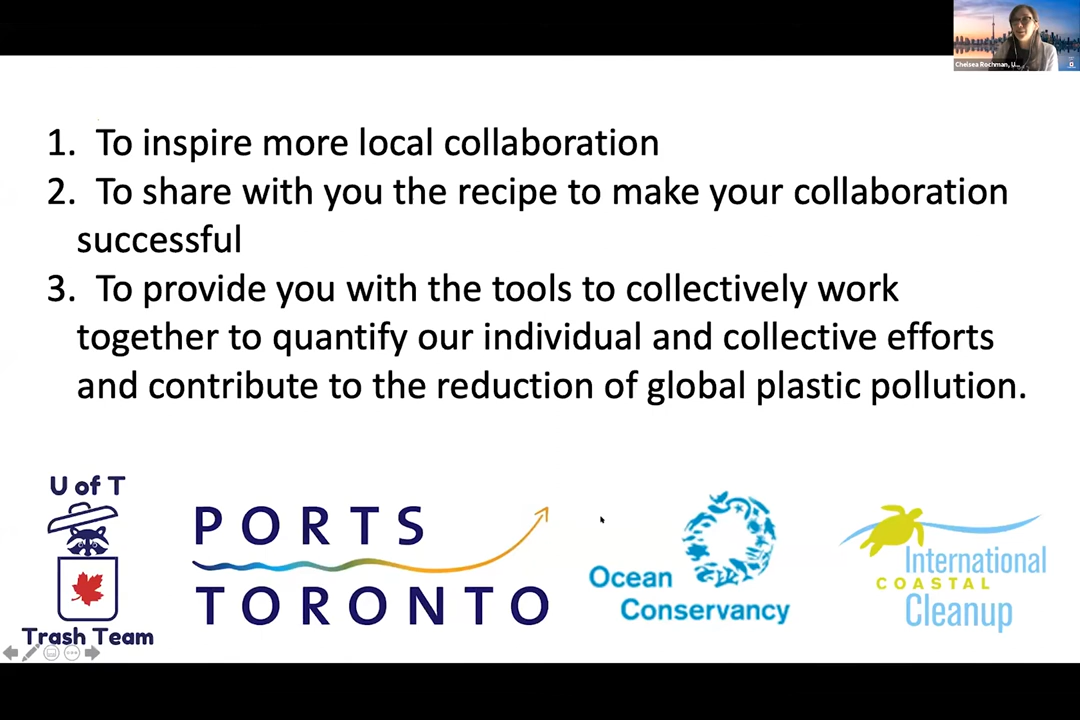 Chelsea Rochman, U...
1. To inspire more local collaboration
2. To share with you the recipe to make your collaboration
successful
3. To provide you with the tools to collectively work
together to quantify our individual and collective efforts
and contribute to the reduction of global plastic pollution.
U of T
Trash Team
PORTS
TORONTO
Ocean
Conservancy
International
COASTAL
Cleanup